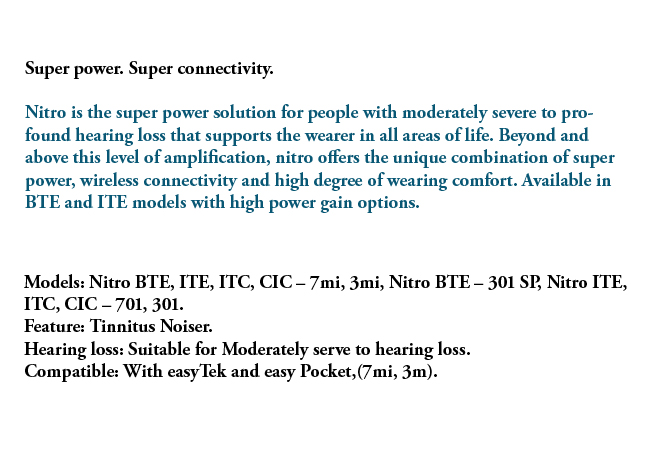 Super power. Super connectivity.
Nitro is the super power solution for people with moderately severe to pro-
found hearing loss that supports the wearer in all areas of life. Beyond and
above this level of amplification, nitro offers the unique combination of super
power, wireless connectivity and high degree of wearing comfort. Available in
BTE and ITE models with high power gain options.
Models: Nitro BTE, ITE, ITC, CIC – 7mi, 3mi, Nitro BTE – 301 SP, Nitro ITE,
ITC, CIC – 701, 301.
Feature: Tinnitus Noiser.
Hearing loss: Suitable for Moderately serve to hearing loss.
Compatible: With easyTek and easy Pocket,(7mi, 3m).